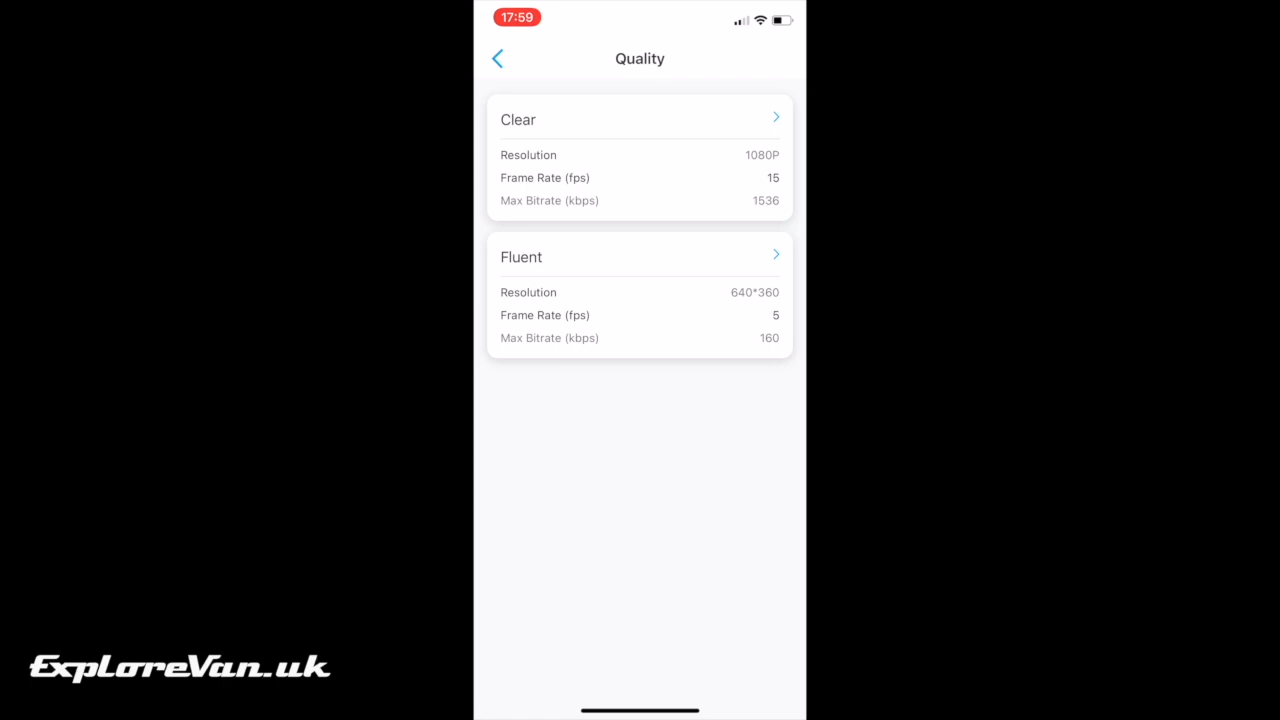 17:59
Quality
Clear
Resolution 1080P
Frame Rate (fps) 15
Max Bitrate (kbps) 1536
Fluent
Resolution 640*360
Frame Rate (fps) 5
Max Bitrate (kbps) 160
ExploreVan.uk